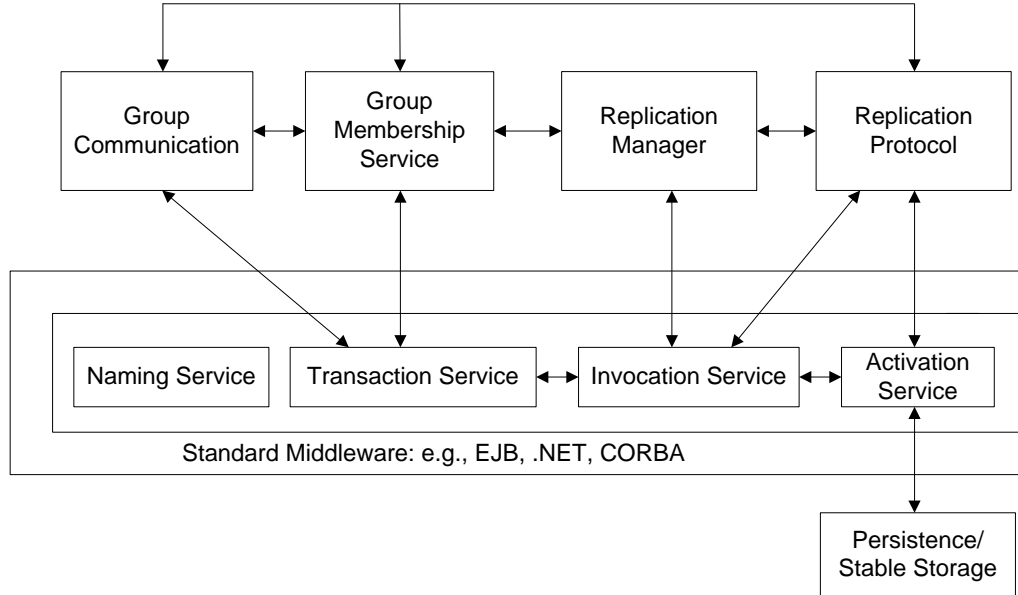 Group
Communication
Group
Membership
Service
Replication
Manager
Replication
Protocol
Naming Service
Transaction Service
Invocation Service
Activation
Service
Standard Middleware: e.g., EJB, .NET, CORBA
Persistence/
Stable Storage